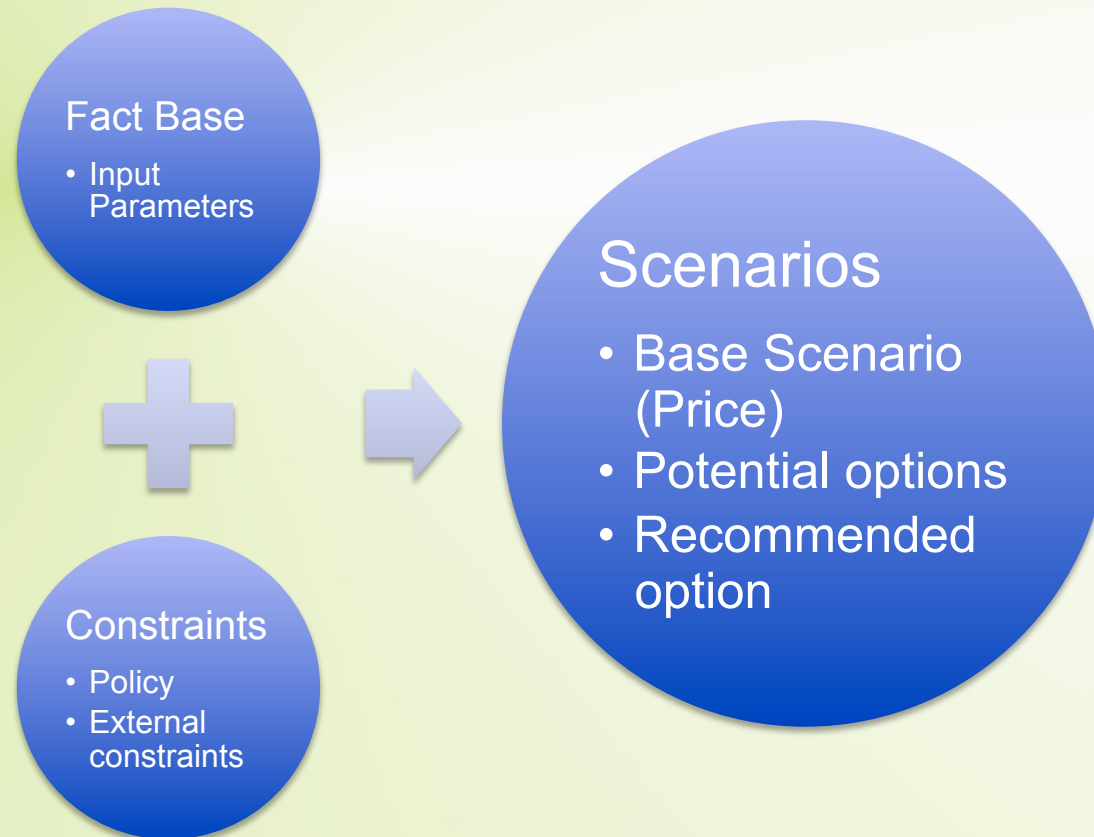 Fact Base
• Input
Parameters
Constraints
• Policy
• External
constraints
Scenarios
• Base Scenario
(Price)
• Potential options
• Recommended
option